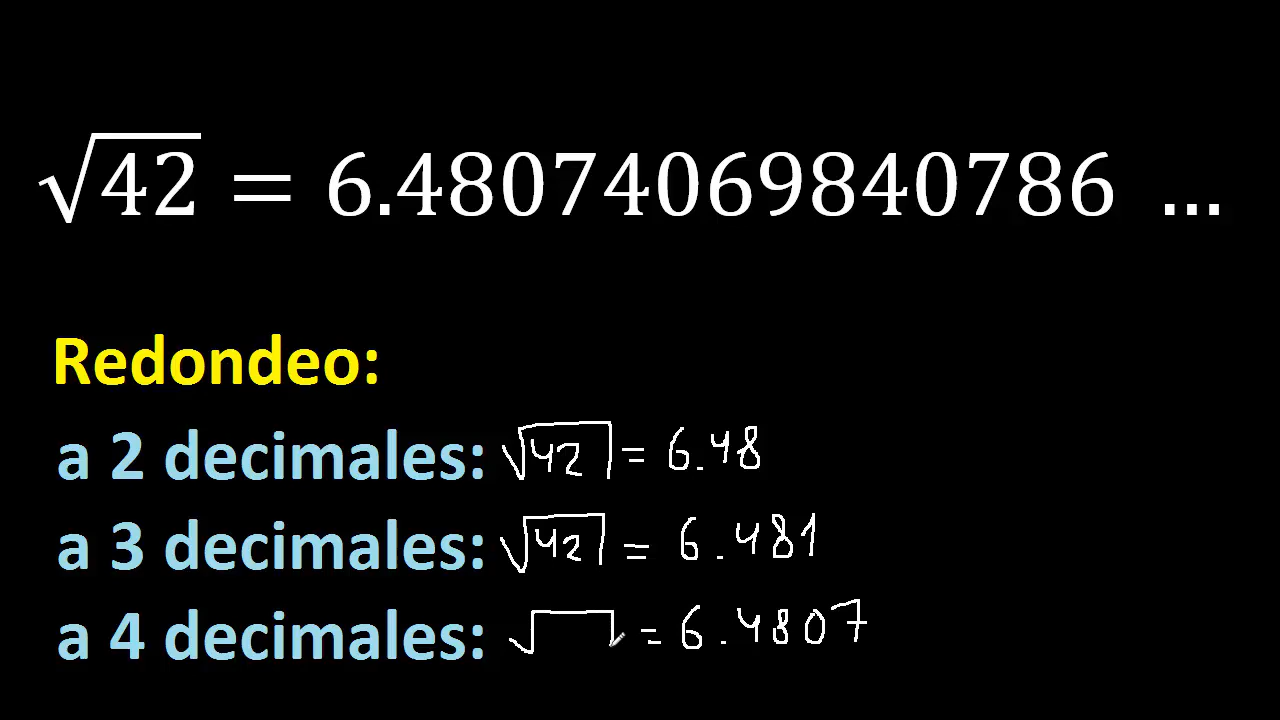 √42 = 6.48074069840786 ...
Redondeo:
a 2 decimales: √42 = 6.48
a 3 decimales: √42 = 6.481
a 4 decimales: √ = 6.4807